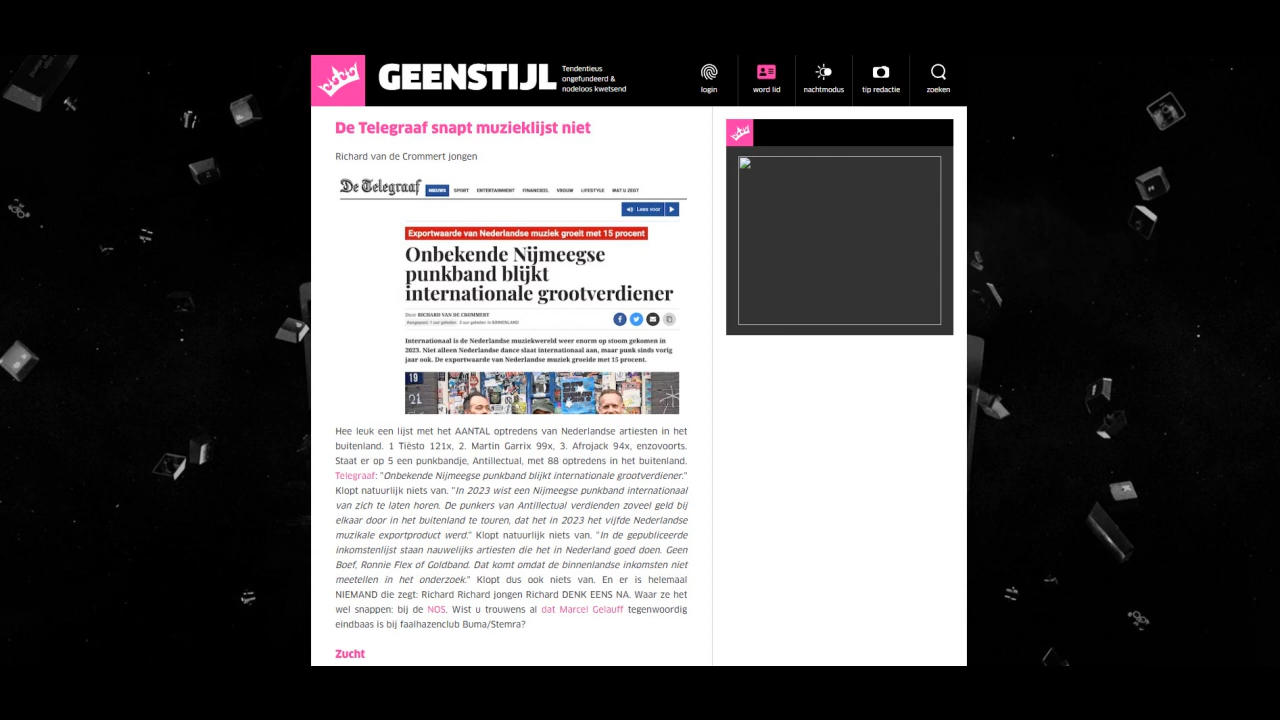 GEENSTIJL
Tendentieus
ongefundeerd &
nodeloos kwetsend
login
word lid
nachtmodus
tip redactie
zoeken
De Telegraaf snapt muzieklijst niet
Richard van de Crommert jongen
De Telegraaf
NIEUWS SPORT ENTERTAINMENT FINANCIEEL VROUW LIFESTYLE WAT U ZEGT
Lees voor
Exportwaarde van Nederlandse muziek groeit met 15 procent
Onbekende Nijmeegse
punkband blijkt
internationale grootverdiener
Door RICHARD VAN DE CROMMERT
Aangepast: 1 uur geleden 2 uur geleden in BINNENLAND
Internationaal is de Nederlandse muziekwereld weer enorm op stoom gekomen in
2023. Niet alleen Nederlandse dance slaat internationaal aan, maar punk sinds vorig
jaar ook. De exportwaarde van Nederlandse muziek groeide met 15 procent.
19
21
Hee leuk een lijst met het AANTAL optredens van Nederlandse artiesten in het
buitenland. 1 Tiësto 121x, 2. Martin Garrix 99x, 3. Afrojack 94x, enzovoorts.
Staat er op 5 een punkbandje, Antillectual, met 88 optredens in het buitenland.
Telegraaf: "Onbekende Nijmeegse punkband blijkt internationale grootverdiener."
Klopt natuurlijk niets van. "In 2023 wist een Nijmeegse punkband internationaal
van zich te laten horen. De punkers van Antillectual verdienden zoveel geld bij
elkaar door in het buitenland te touren, dat het in 2023 het vijfde Nederlandse
muzikale exportproduct werd." Klopt natuurlijk niets van. "In de gepubliceerde
inkomstenlijst staan nauwelijks artiesten die het in Nederland goed doen. Geen
Boef, Ronnie Flex of Goldband. Dat komt omdat de binnenlandse inkomsten niet
meetellen in het onderzoek." Klopt dus ook niets van. En er is helemaal
NIEMAND die zegt: Richard Richard jongen Richard DENK EENS NA. Waar ze het
wel snappen: bij de NOS. Wist u trouwens al dat Marcel Gelauff tegenwoordig
eindbaas is bij faalhazenclub Buma/Stemra?
Zucht